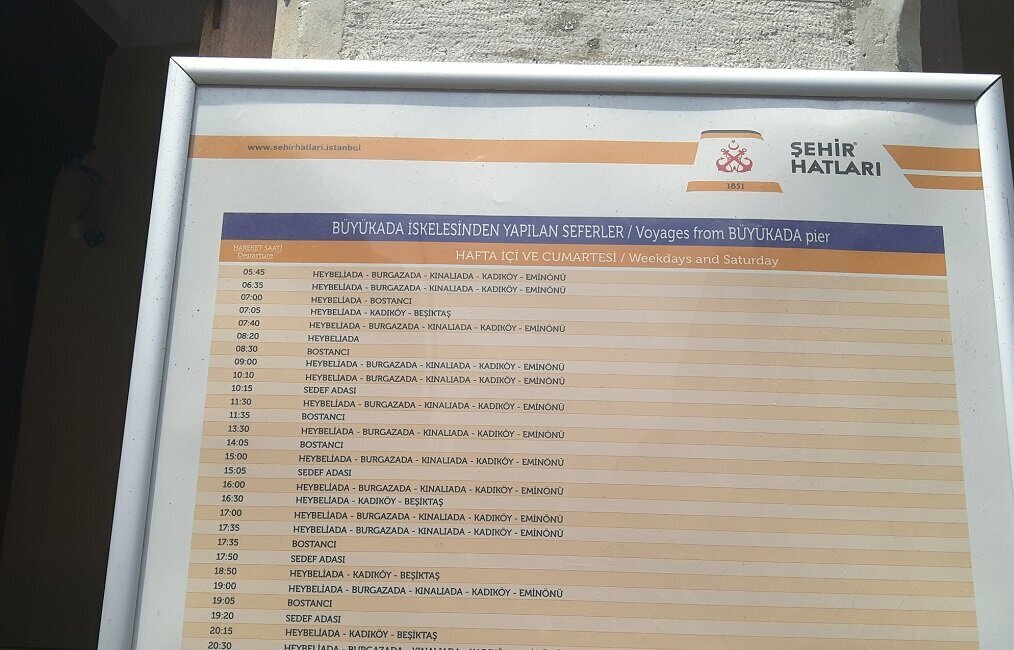 www.sehirhatlari.istanbul
1851
ŞEHİR
HATLARI
BÜYÜKADA İSKELESİNDEN YAPILAN SEFERLER / Voyages from BÜYÜKADA pier
HAREKET SAATİ
Departure
HAFTA İÇİ VE CUMARTESİ / Weekdays and Saturday
05:45 HEYBELİADA - BURGAZADA - KINALIADA - KADIKÖY - EMİNÖNÜ
06:35 HEYBELİADA - BURGAZADA - KINALIADA - KADIKÖY - EMİNÖNÜ
07:00 HEYBELİADA - BOSTANCI
07:05 HEYBELİADA - KADIKÖY - BEŞİKTAŞ
07:40 HEYBELİADA - BURGAZADA - KINALIADA - KADIKÖY - EMİNÖNÜ
08:20 HEYBELİADA
08:30 BOSTANCI
09:00 HEYBELİADA - BURGAZADA - KINALIADA - KADIKÖY - EMİNÖNÜ
10:10 HEYBELİADA - BURGAZADA - KINALIADA - KADIKÖY - EMİNÖNÜ
10:15 SEDEF ADASI
11:30 HEYBELİADA - BURGAZADA - KINALIADA - KADIKÖY - EMİNÖNÜ
11:35 BOSTANCI
13:30 HEYBELİADA - BURGAZADA - KINALIADA - KADIKÖY - EMİNÖNÜ
14:05 BOSTANCI
15:00 HEYBELİADA - BURGAZADA - KINALIADA - KADIKÖY - EMİNÖNÜ
15:05 SEDEF ADASI
16:00 HEYBELİADA - BURGAZADA - KINALIADA - KADIKÖY - EMİNÖNÜ
16:30 HEYBELİADA - KADIKÖY - BEŞİKTAŞ
17:00 HEYBELİADA - BURGAZADA - KINALIADA - KADIKÖY - EMİNÖNÜ
17:35 HEYBELİADA - BURGAZADA - KINALIADA - KADIKÖY - EMİNÖNÜ
17:35 BOSTANCI
17:50 SEDEF ADASI
18:50 HEYBELİADA - KADIKÖY - BEŞİKTAŞ
19:00 HEYBELİADA - BURGAZADA - KINALIADA - KADIKÖY - EMİNÖNÜ
19:05 BOSTANCI
19:20 SEDEF ADASI
20:15 HEYBELİADA - KADIKÖY - BEŞİKTAŞ
20:30 HEYBELİADA - BURGAZADA - KINALIADA - KADIKÖY - EMİNÖNÜ